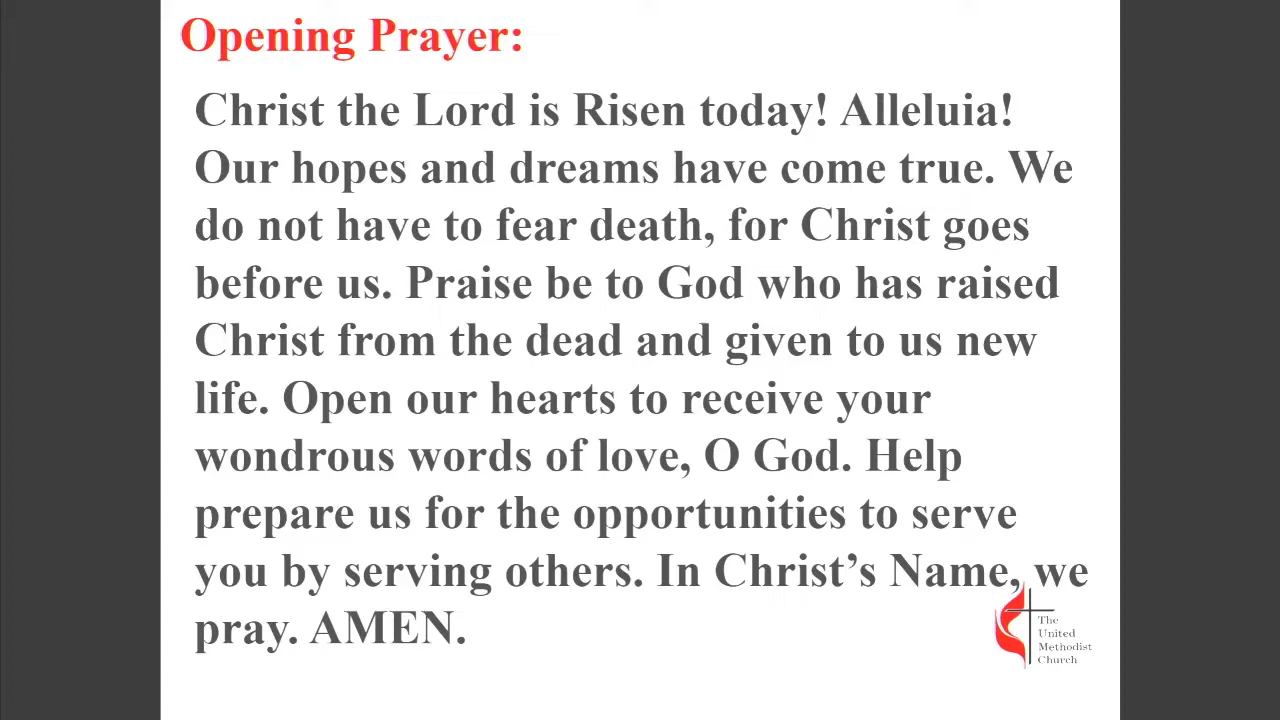 Opening Prayer:
Christ the Lord is Risen today! Alleluia!
Our hopes and dreams have come true. We
do not have to fear death, for Christ goes
before us. Praise be to God who has raised
Christ from the dead and given to us new
life. Open our hearts to receive your
wondrous words of love, O God. Help
prepare us for the opportunities to serve
you by serving others. In Christ’s Name, we
pray. AMEN.
The
United
Methodist
Church